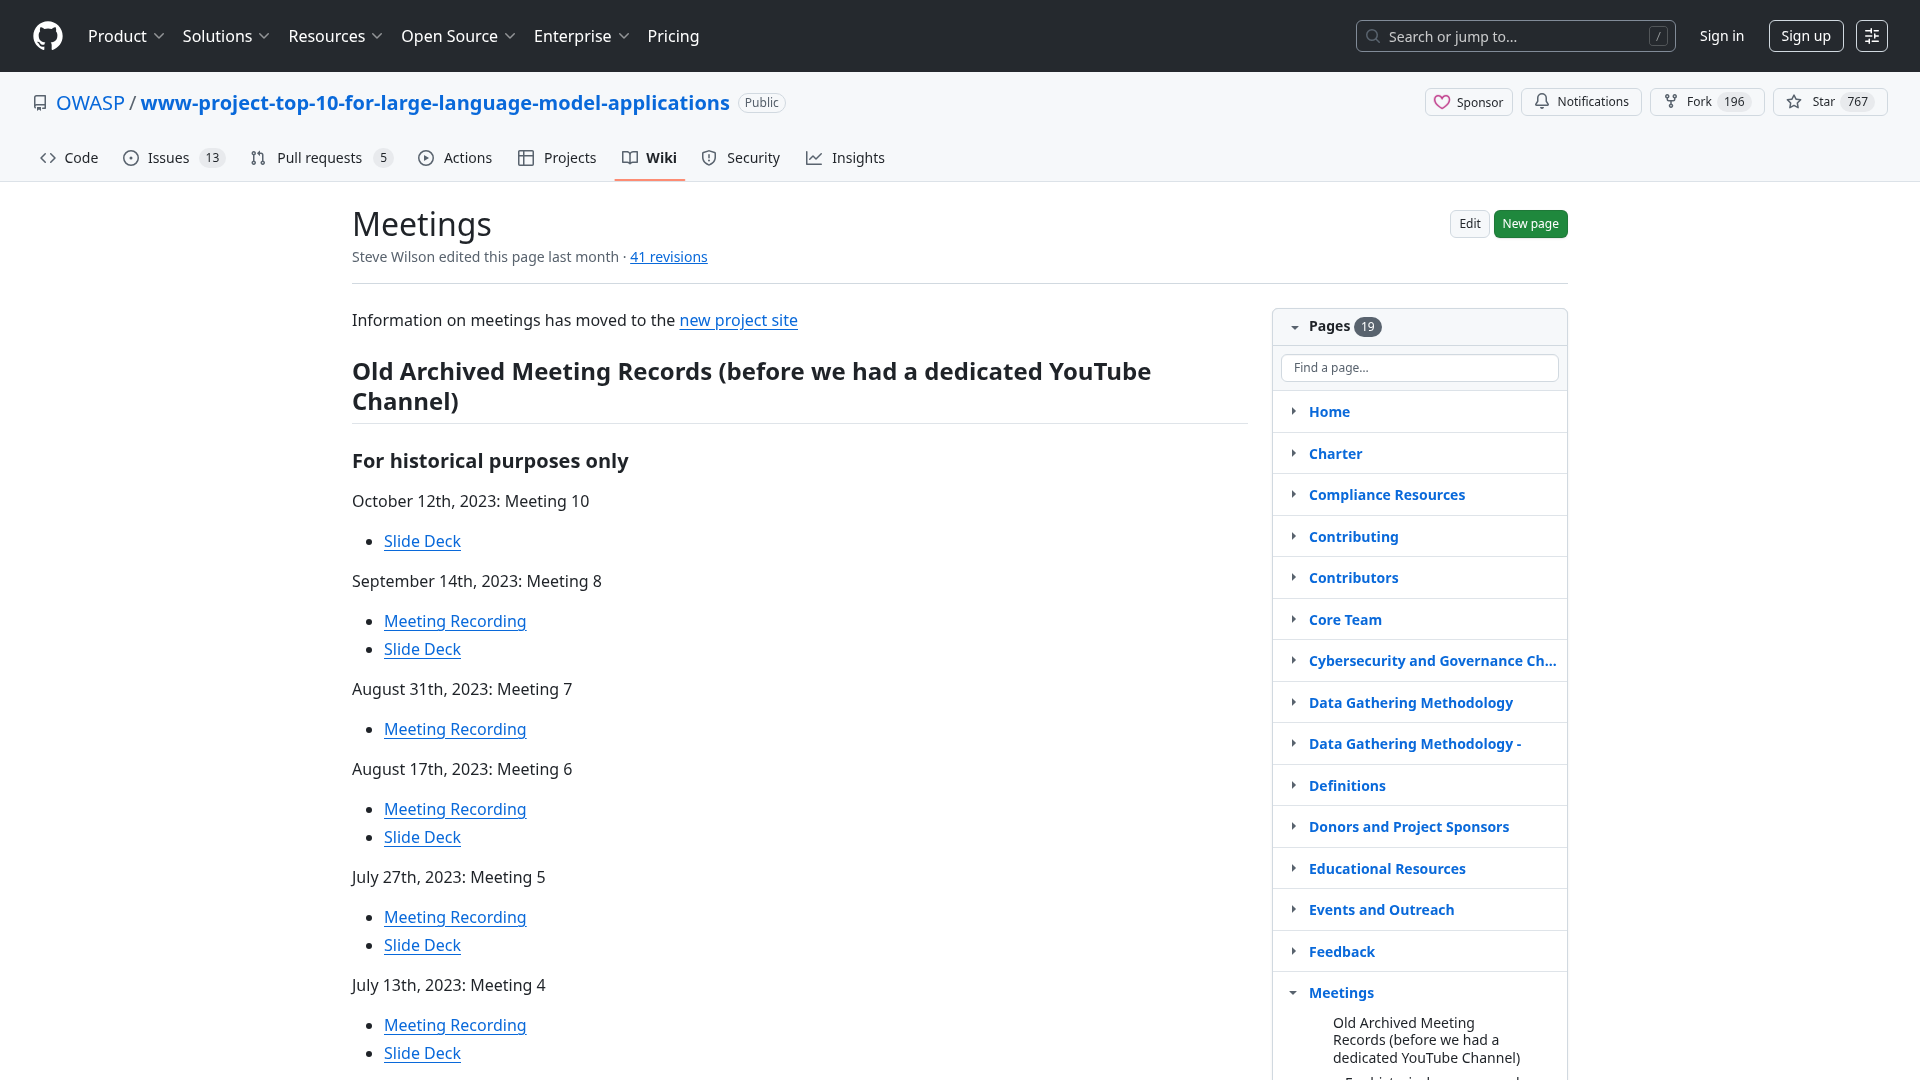 Product
Solutions
Resources
Open Source
Enterprise
Pricing
Search or jump to...
/
Sign in
Sign up
OWASP / www-project-top-10-for-large-language-model-applications
Public
Sponsor
Notifications
Fork 196
Star 767
Code
Issues 13
Pull requests 5
Actions
Projects
Wiki
Security
Insights
Meetings
Edit
New page
Steve Wilson edited this page last month · 41 revisions
Information on meetings has moved to the new project site
Old Archived Meeting Records (before we had a dedicated YouTube
Channel)
For historical purposes only
October 12th, 2023: Meeting 10
Slide Deck
September 14th, 2023: Meeting 8
Meeting Recording
Slide Deck
August 31th, 2023: Meeting 7
Meeting Recording
August 17th, 2023: Meeting 6
Meeting Recording
Slide Deck
July 27th, 2023: Meeting 5
Meeting Recording
Slide Deck
July 13th, 2023: Meeting 4
Meeting Recording
Slide Deck
Pages 19
Find a page...
Home
Charter
Compliance Resources
Contributing
Contributors
Core Team
Cybersecurity and Governance Ch...
Data Gathering Methodology
Data Gathering Methodology -
Definitions
Donors and Project Sponsors
Educational Resources
Events and Outreach
Feedback
Meetings
Old Archived Meeting
Records (before we had a
dedicated YouTube Channel)